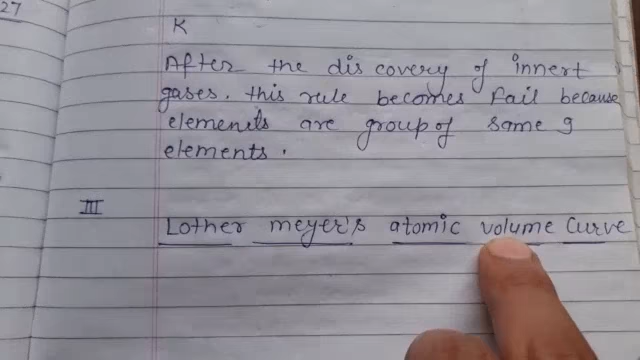 27
K
After the discovery of innert
gases. this rule becomes fail because
elements are group of same 9
elements.
III
Lother meyer's atomic volume Curve